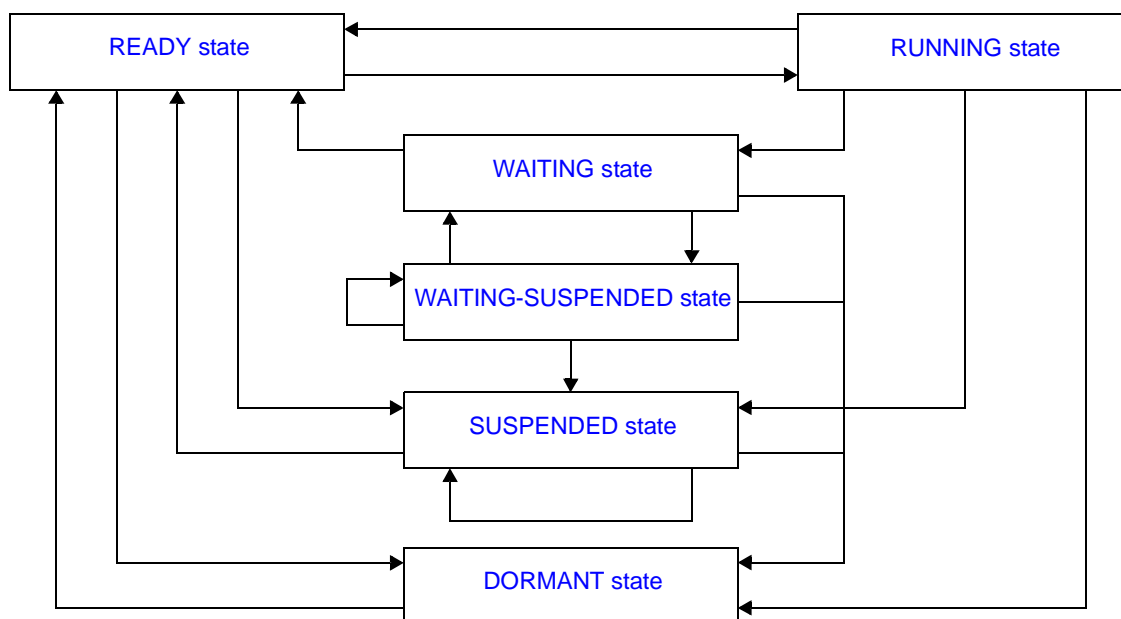 READY state
RUNNING state
WAITING state
WAITING-SUSPENDED state
SUSPENDED state
DORMANT state